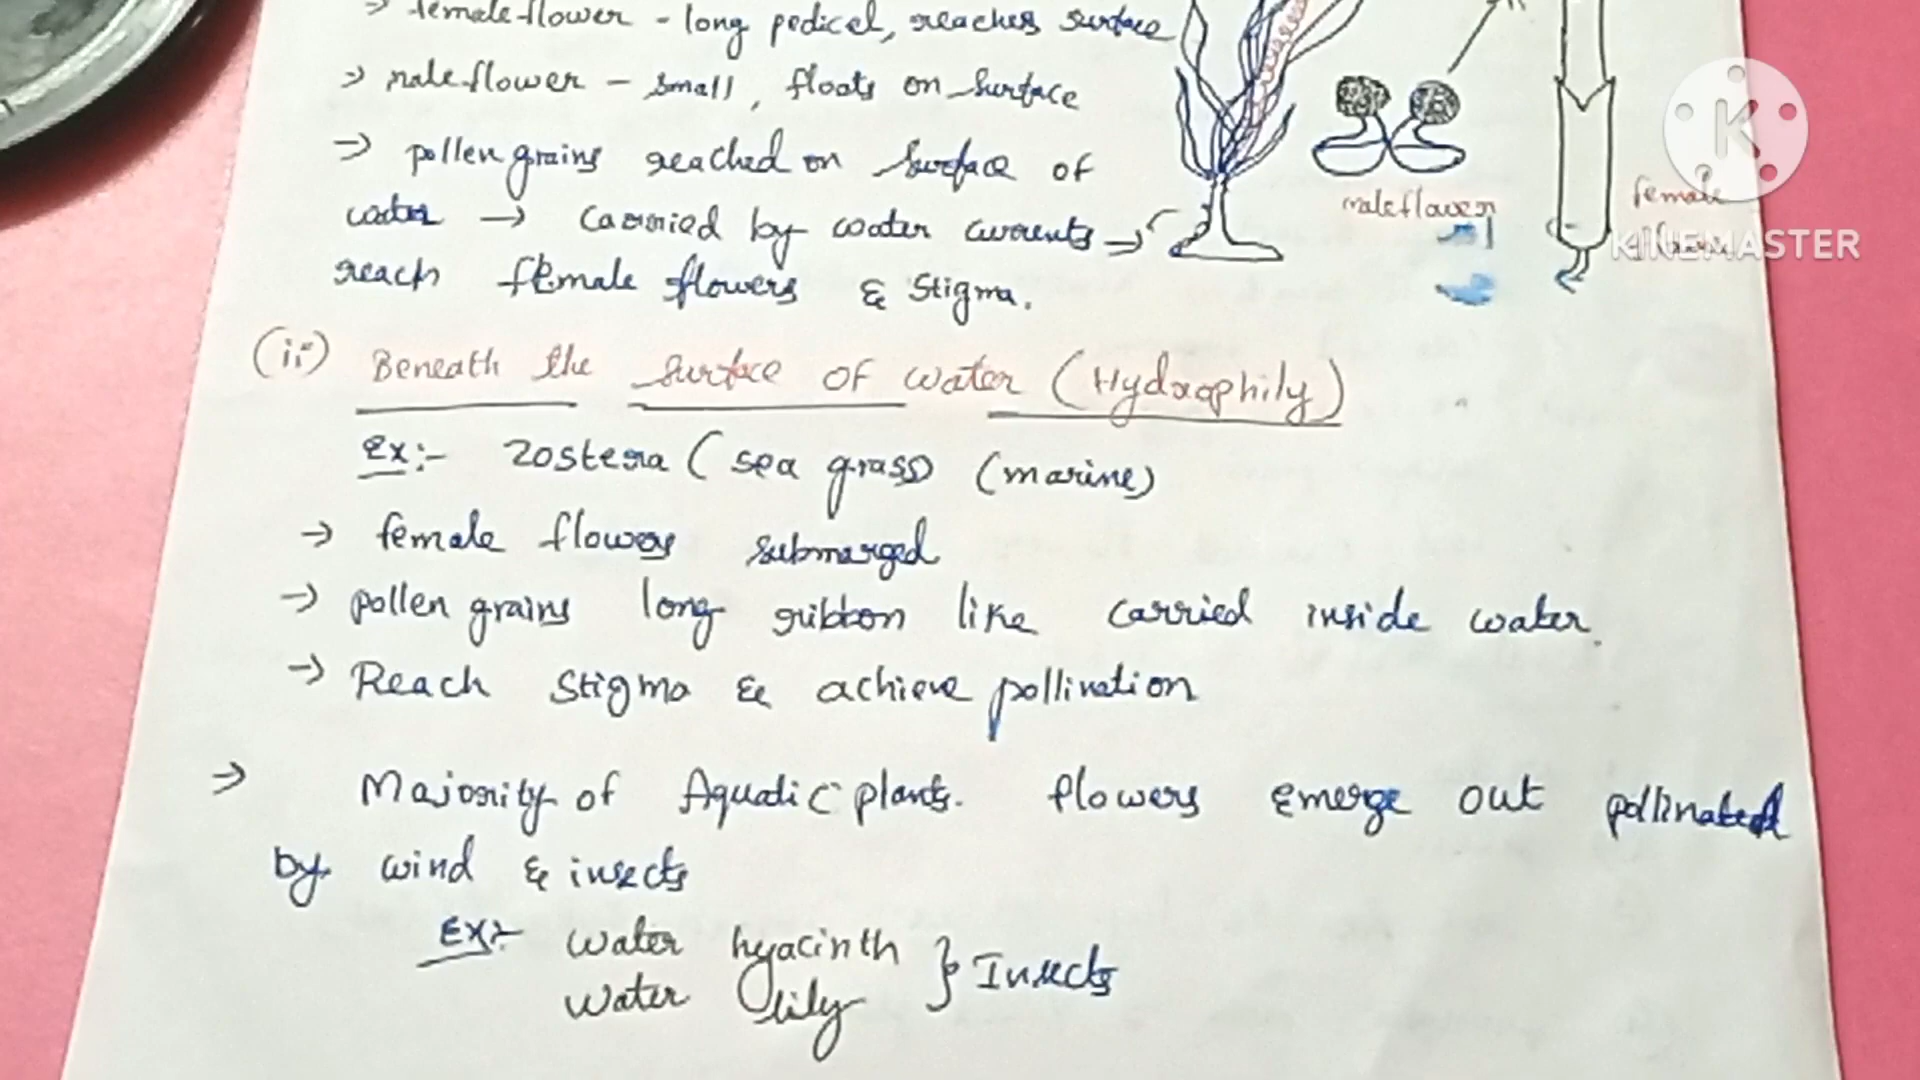 → female flower - long pedicel, reaches surface
→ male flower - small, floats on surface
→ pollen grains reached on surface of
water → carried by water currents →
reach female flowers & Stigma.
male flower
female
flower
K
KINEMASTER
(ii) Beneath the surface of water (Hydrophily)
Ex:- Zostera (sea grass) (marine)
→ female flowers submarged
→ pollen grains long ribbon like carried inside water.
→ Reach stigma & achieve pollination
→ Majority of Aquatic plants. flowers emerge out pollinated
by wind & insects
Ex:- Water hyacinth
Water lily } Insects